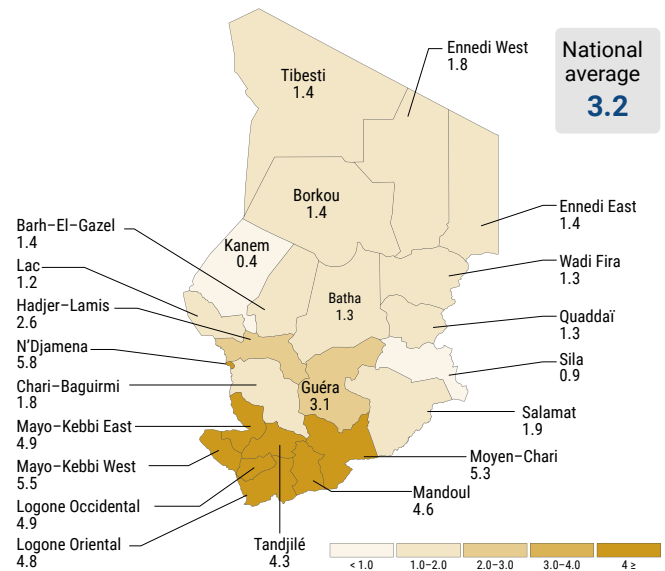 National
average
3.2
Ennedi West
1.8
Tibesti
1.4
Borkou
1.4
Ennedi East
1.4
Barh–El–Gazel
1.4
Kanem
0.4
Wadi Fira
1.3
Lac
1.2
Batha
1.3
Hadjer–Lamis
2.6
Quaddaï
1.3
N'Djamena
5.8
Sila
0.9
Chari–Baguirmi
1.8
Guéra
3.1
Salamat
1.9
Mayo–Kebbi East
4.9
Moyen–Chari
5.3
Mayo–Kebbi West
5.5
Mandoul
4.6
Logone Occidental
4.9
Logone Oriental
4.8
Tandjilé
4.3
< 1.0
1.0–2.0
2.0–3.0
3.0–4.0
4 ≥